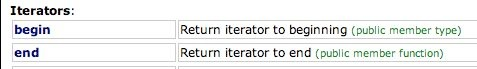 Iterators:
begin Return iterator to beginning (public member type)
end Return iterator to end (public member function)